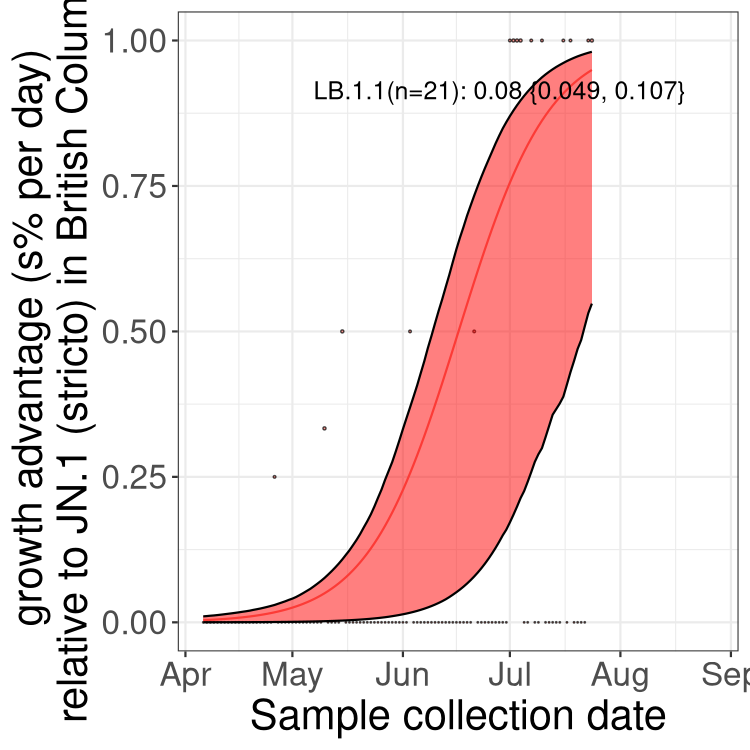 growth advantage (s% per day)
relative to JN.1 (stricto) in British Colum
1.00
0.75
0.50
0.25
0.00
LB.1.1(n=21): 0.08 {0.049, 0.107}
Apr May Jun Jul Aug Sep
Sample collection date